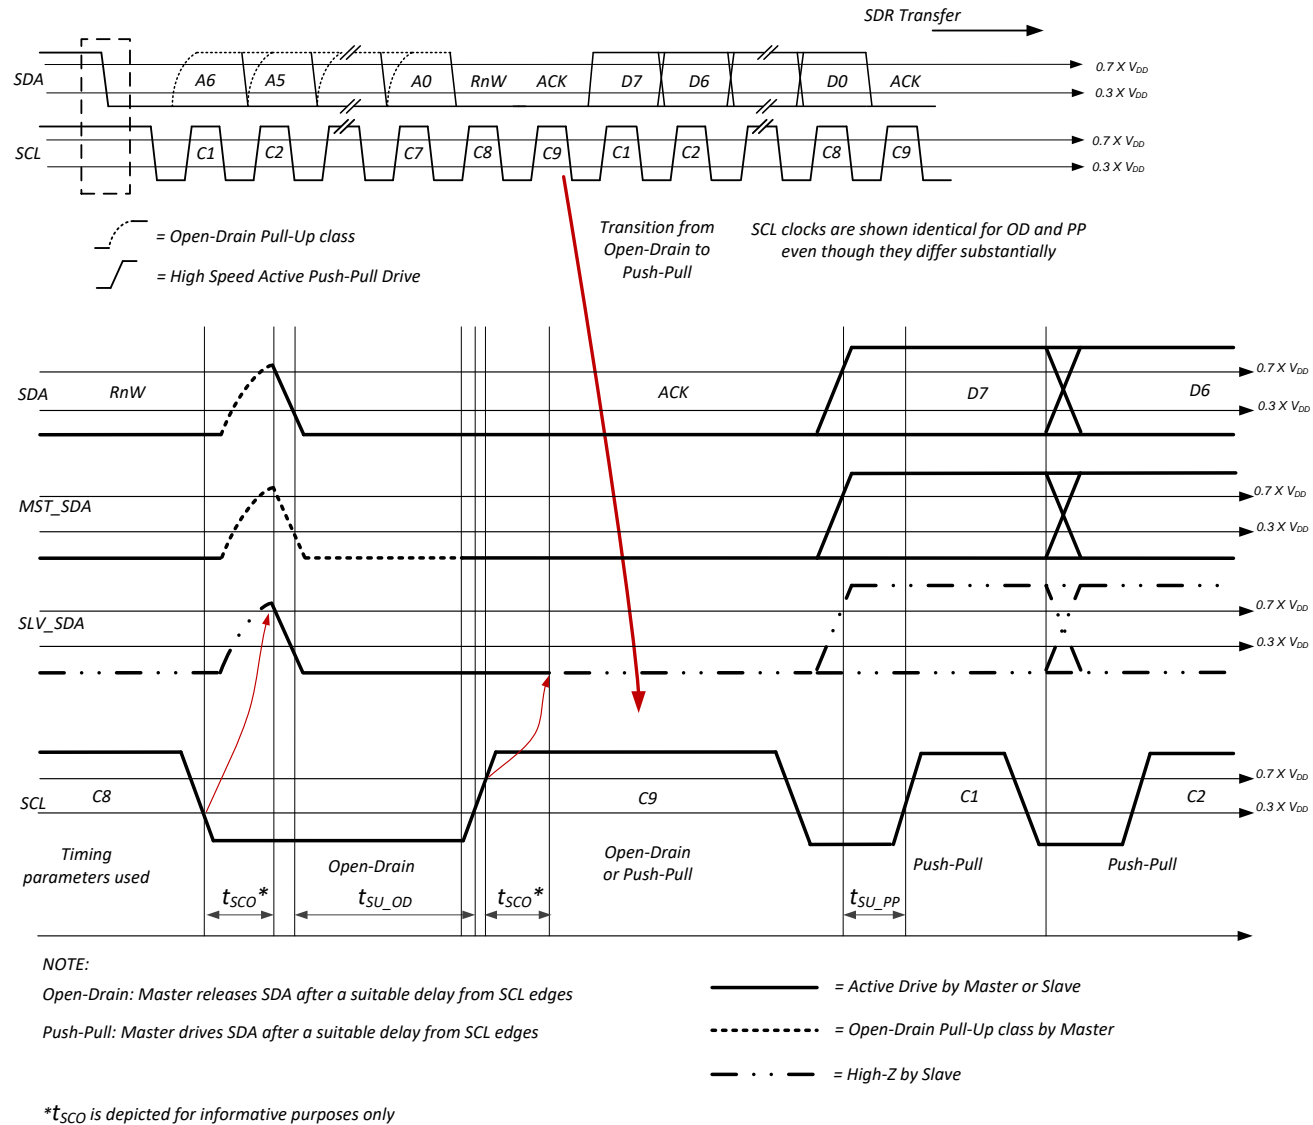 SDR Transfer
SDA A6 A5 A0 RnW ACK D7 D6 D0 ACK
0.7 X VDD
0.3 X VDD
SCL C1 C2 C7 C8 C9 C1 C2 C8 C9
0.7 X VDD
0.3 X VDD
= Open-Drain Pull-Up class
= High Speed Active Push-Pull Drive
Transition from
Open-Drain to
Push-Pull
SCL clocks are shown identical for OD and PP
even though they differ substantially
SDA RnW ACK D7 D6
0.7 X VDD
0.3 X VDD
MST_SDA
0.7 X VDD
0.3 X VDD
SLV_SDA
0.7 X VDD
0.3 X VDD
SCL C8 C9 C1 C2
0.7 X VDD
0.3 X VDD
Timing
parameters used
Open-Drain
Open-Drain
or Push-Pull
Push-Pull
Push-Pull
tSCO*
tSU_OD
tSCO*
tSU_PP
NOTE:
Open-Drain: Master releases SDA after a suitable delay from SCL edges
Push-Pull: Master drives SDA after a suitable delay from SCL edges
= Active Drive by Master or Slave
= Open-Drain Pull-Up class by Master
= High-Z by Slave
*tSCO is depicted for informative purposes only